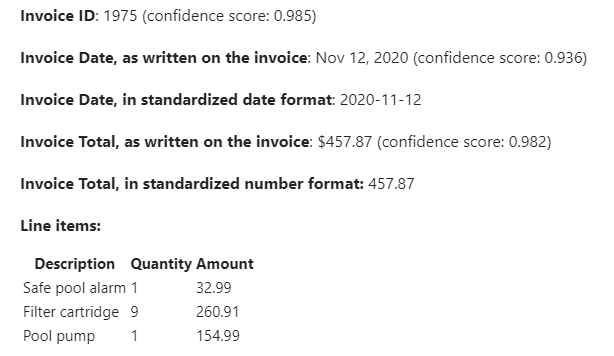 Invoice ID: 1975 (confidence score: 0.985)
Invoice Date, as written on the invoice: Nov 12, 2020 (confidence score: 0.936)
Invoice Date, in standardized date format: 2020-11-12
Invoice Total, as written on the invoice: $457.87 (confidence score: 0.982)
Invoice Total, in standardized number format: 457.87
Line items:
Description Quantity Amount
Safe pool alarm 1 32.99
Filter cartridge 9 260.91
Pool pump 1 154.99